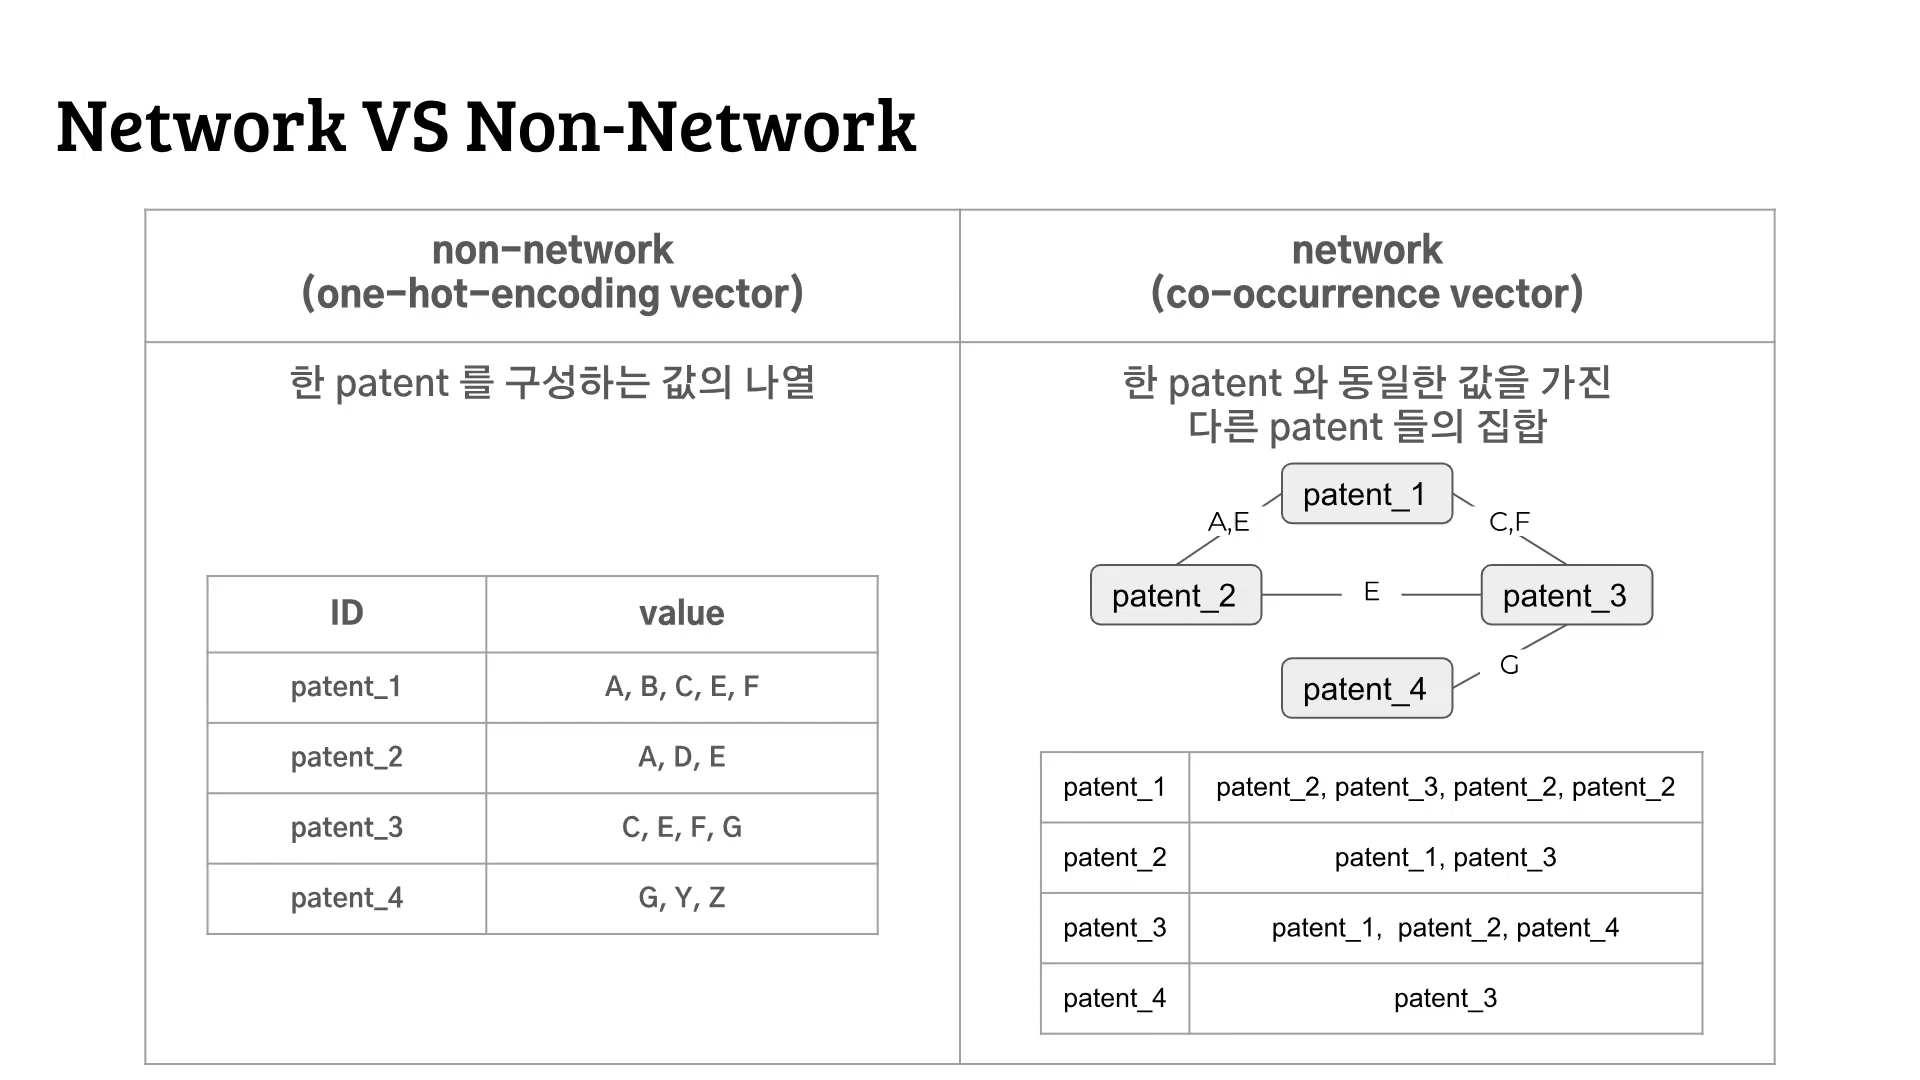 Network VS Non-Network
non-network
(one-hot-encoding vector)
network
(co-occurrence vector)
한 patent 를 구성하는 값의 나열
ID
value
patent_1
A, B, C, E, F
patent_2
A, D, E
patent_3
C, E, F, G
patent_4
G, Y, Z
한 patent 와 동일한 값을 가진
다른 patent 들의 집합
patent_1
A,E
C,F
patent_2
E
patent_3
G
patent_4
patent_1
patent_2, patent_3, patent_2, patent_2
patent_2
patent_1, patent_3
patent_3
patent_1, patent_2, patent_4
patent_4
patent_3